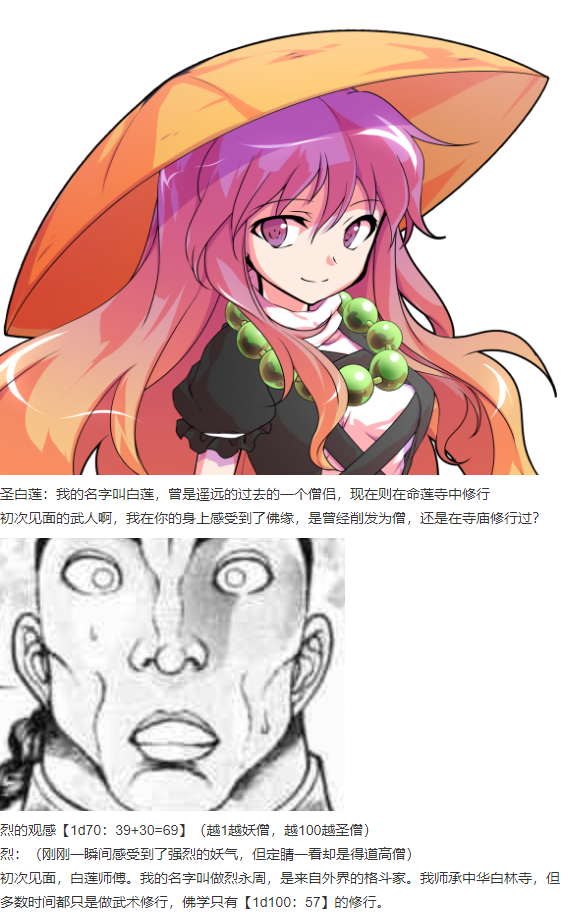 圣白莲：我的名字叫白莲，曾是遥远的过去的一个僧侣，现在则在命莲寺中修行
初次见面的武人啊，我在你的身上感受到了佛缘，是曾经削发为僧，还是在寺庙修行过？
烈的观感【1d70：39+30=69】（越1越妖僧，越100越圣僧）
烈：（刚刚一瞬间感受到了强烈的妖气，但定睛一看却是得道高僧）
初次见面，白莲师傅。我的名字叫做烈永周，是来自外界的格斗家。我师承中华白林寺，但
多数时间都只是做武术修行，佛学只有【1d100：57】的修行。